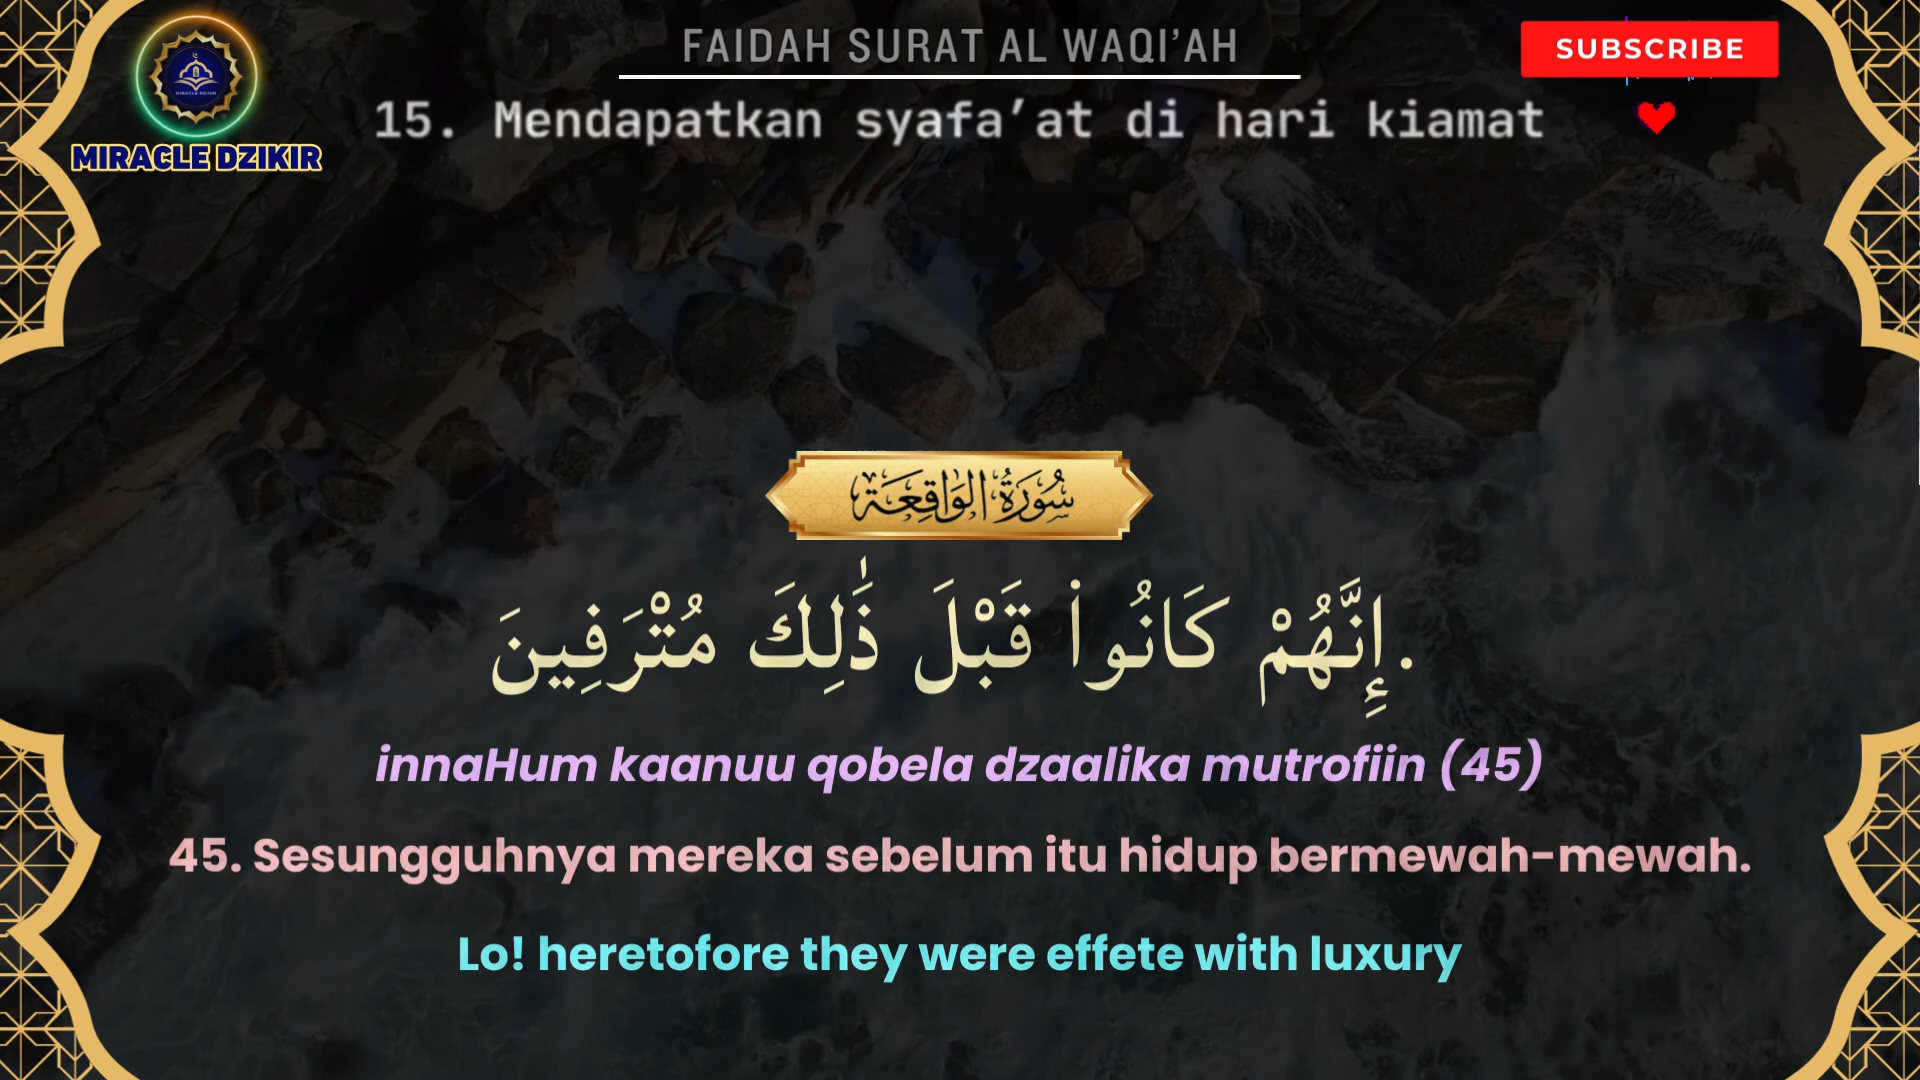 FAIDAH SURAT AL WAQI'AH
SUBSCRIBE
15. Mendapatkan syafa'at di hari kiamat
MIRACLE DZIKIR
سُورَةُ الوَاقِعَة
.إِنَّهُمْ كَانُوا۟ قَبْلَ ذَٰلِكَ مُتْرَفِينَ
innaHum kaanuu qobela dzaalika mutrofiin (45)
45. Sesungguhnya mereka sebelum itu hidup bermewah-mewah.
Lo! heretofore they were effete with luxury